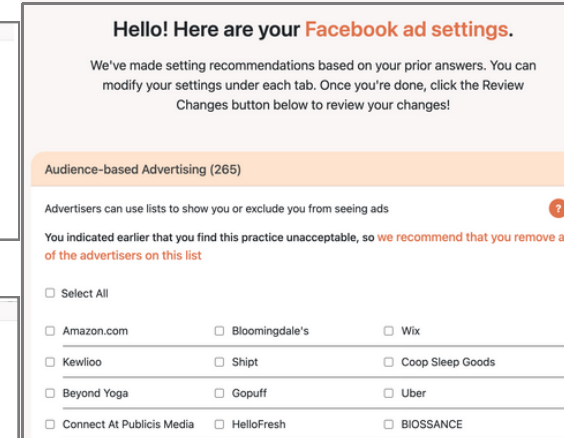 Hello! Here are your Facebook ad settings.
We've made setting recommendations based on your prior answers. You can
modify your settings under each tab. Once you're done, click the Review
Changes button below to review your changes!
Audience-based Advertising (265)
Advertisers can use lists to show you or exclude you from seeing ads ?
You indicated earlier that you find this practice unacceptable, so we recommend that you remove
of the advertisers on this list
Select All
Amazon.com Bloomingdale's Wix
Kewlioo Shipt Coop Sleep Goods
Beyond Yoga Gopuff Uber
Connect At Publicis Media HelloFresh BIOSSANCE